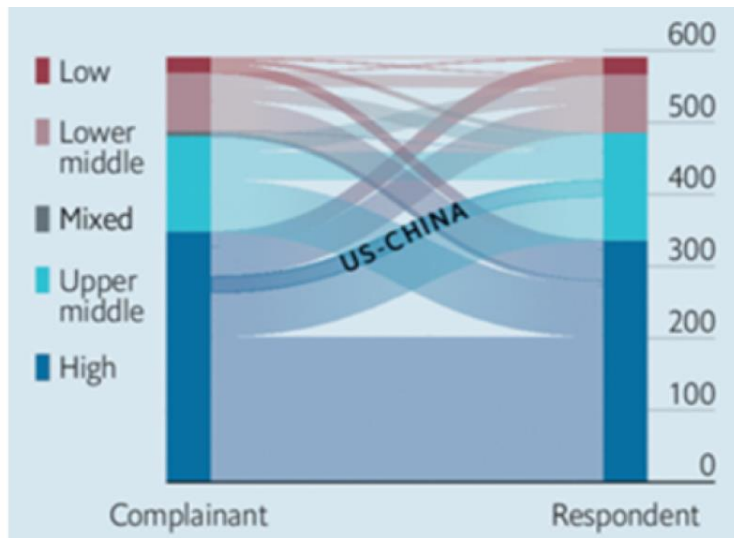 Low
Lower
middle
Mixed
Upper
middle
High
US-CHINA
600
500
400
300
200
100
0
Complainant
Respondent